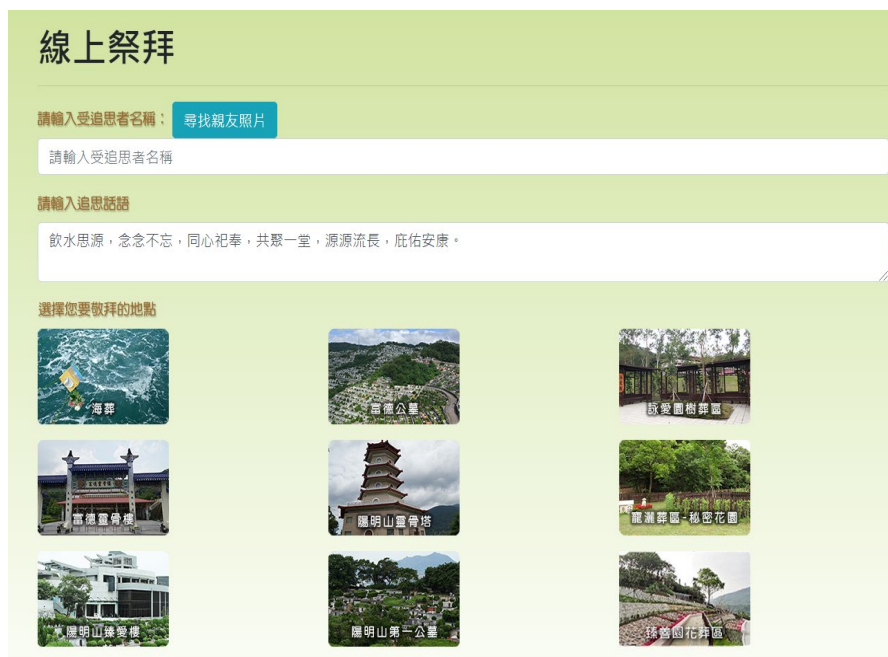 線上祭拜
請輸入受追思者名稱： 尋找親友照片
請輸入受追思者名稱
請輸入追思話語
飲水思源，念念不忘，同心祀奉，共聚一堂，源源流長，庇佑安康。
選擇您要敬拜的地點
海葬
富德公墓
詠愛園樹葬區
富德靈骨樓
陽明山靈骨塔
龍瀧葬區-秘密花園
陽明山臻愛樓
陽明山第一公墓
臻善園花葬區